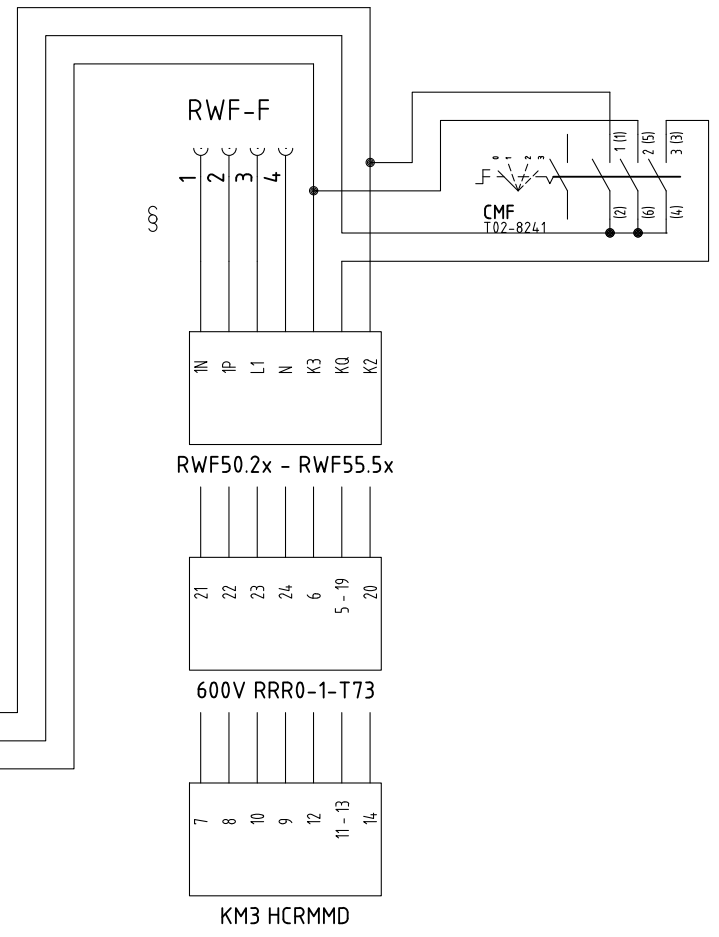 RWF-F
1 2 3 4
§
0 1 2 3
1 (1) 2 (5) 3 (3)
(2) (6) (4)
CMF
T02-8241
1N 1P L1 N K3 KQ K2
RWF50.2x - RWF55.5x
21 22 23 24 6 5 - 19 20
600V RRR0-1-T73
7 8 10 9 12 11 - 13 14
KM3 HCRMMD